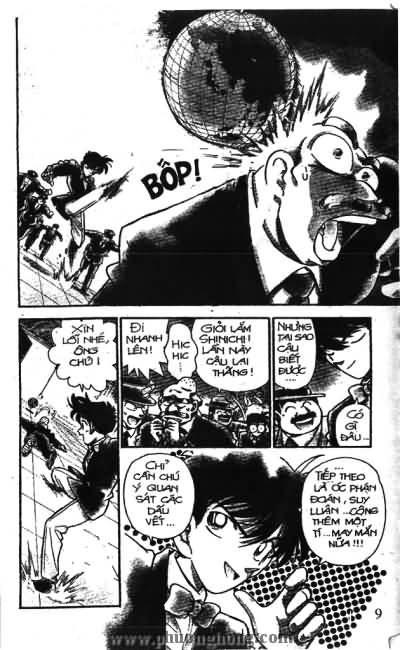 BỐP!
XIN
LỖI NHÉ,
ÔNG
CHỦ!
ĐI
NHANH
LÊN!
HIC
HIC...
GIỎI LẮM
SHINICHI!
LẦN NÀY
CẬU LẠI
THẮNG!
NHƯNG
TẠI SAO
CẬU
BIẾT
ĐƯỢC
.....
CÓ
GÌ
ĐÂU...
CHỈ
CẦN CHÚ
Ý QUAN
SÁT CÁC
DẤU
VẾT...
...
TIẾP THEO
LÀ ÓC PHÁN
ĐOÁN, SUY
LUẬN...CỘNG
THÊM MỘT
TÍ...MAY MẮN
NỮA!!!
9
www.phuonghong.com